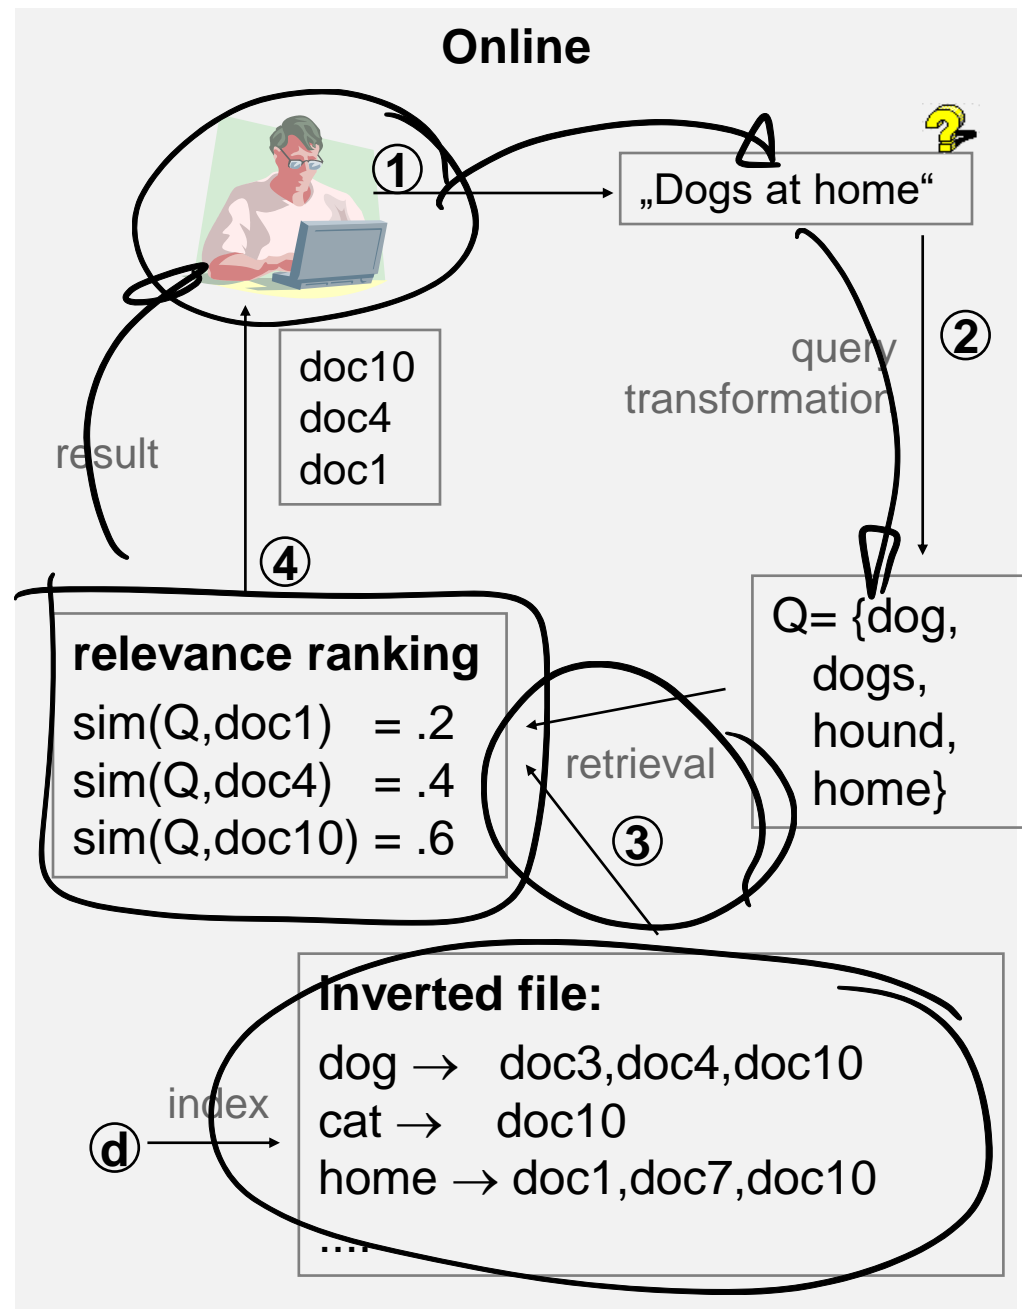 Online
①
?
„Dogs at home“
②
query
transformation
doc10
doc4
doc1
result
④
Q= {dog,
dogs,
hound,
home}
relevance ranking
sim(Q,doc1) = .2
sim(Q,doc4) = .4
sim(Q,doc10) = .6
retrieval
③
Inverted file:
dog → doc3,doc4,doc10
cat → doc10
home → doc1,doc7,doc10
....
index
ⓓ